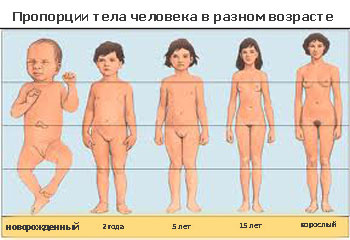 Пропорции тела человека в разном возрасте
новорожденный 2 года 5 лет 15 лет взрослый